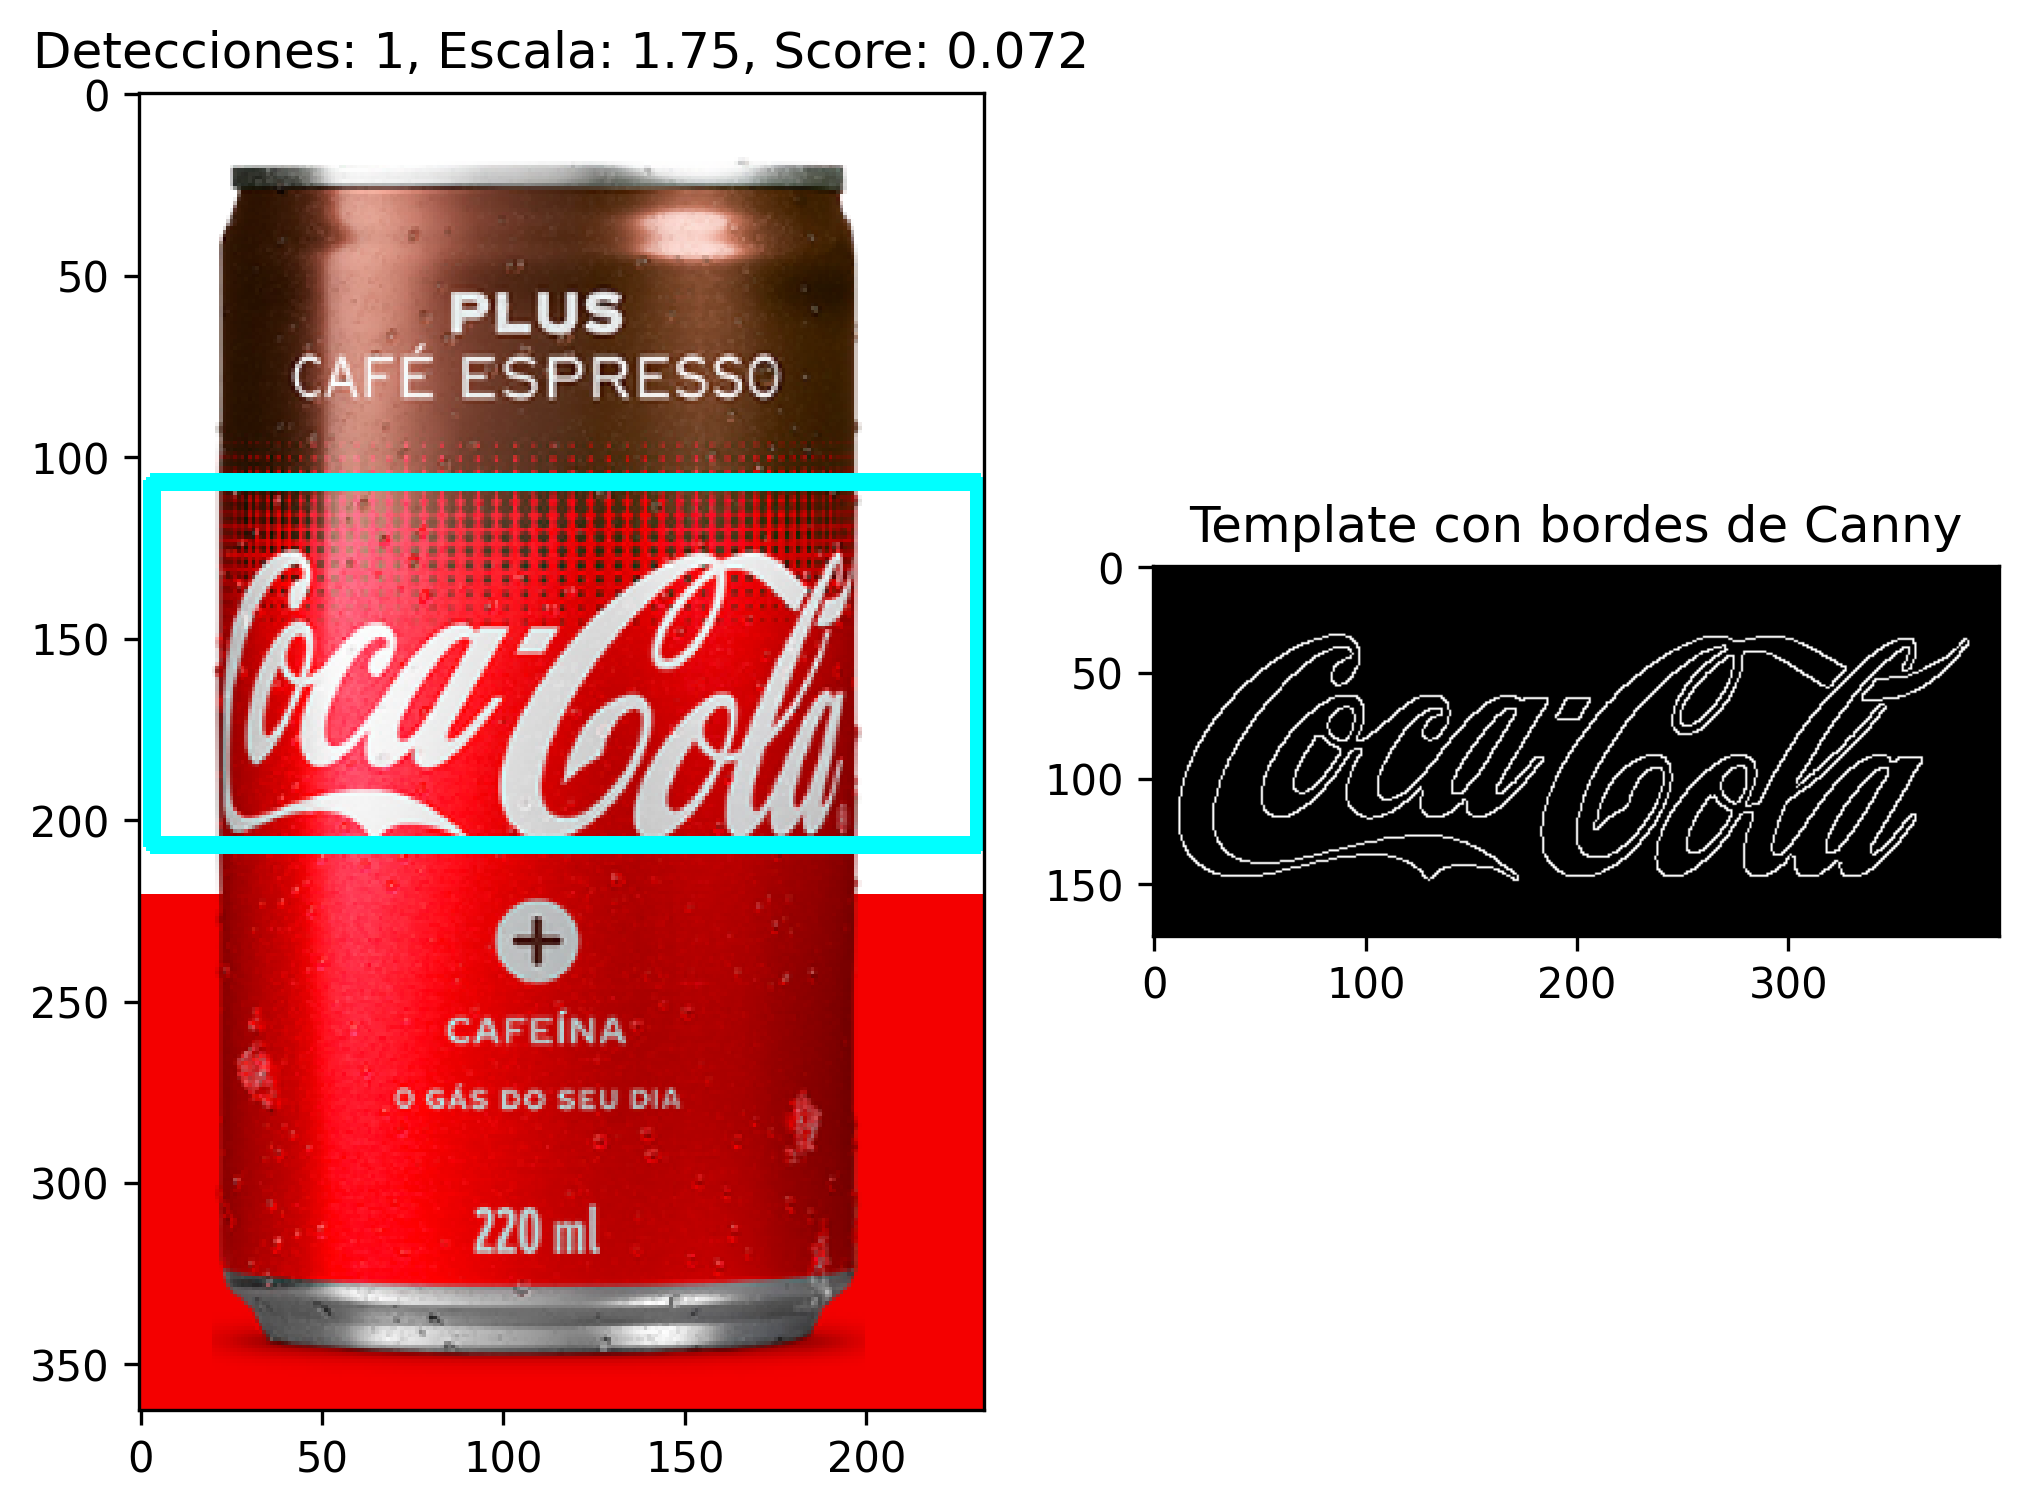 Detecciones: 1, Escala: 1.75, Score: 0.072
0
50
100
150
200
250
300
350
0
50
100
150
200
PLUS
CAFÉ ESPRESSO
Coca-Cola
+
CAFEÍNA
O GÁS DO SEU DIA
220 ml
Template con bordes de Canny
0
50
100
150
0
100
200
300
Coca-Cola